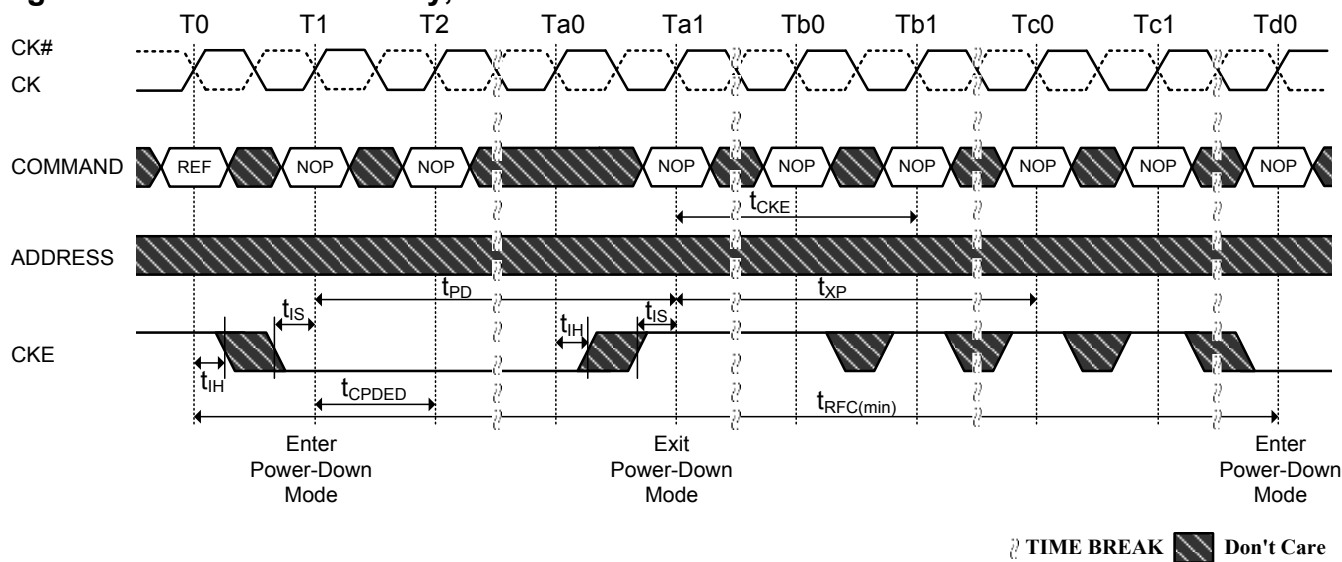 T0 T1 T2 Ta0 Ta1 Tb0 Tb1 Tc0 Tc1 Td0
CK#
CK
COMMAND REF NOP NOP NOP NOP NOP NOP NOP NOP
tCKE
ADDRESS
tPD tXP
tIS tIH tIS
CKE
tIH
tCPDED tRFC(min)
Enter Power-Down Mode
Exit Power-Down Mode
Enter Power-Down Mode
TIME BREAK Don't Care